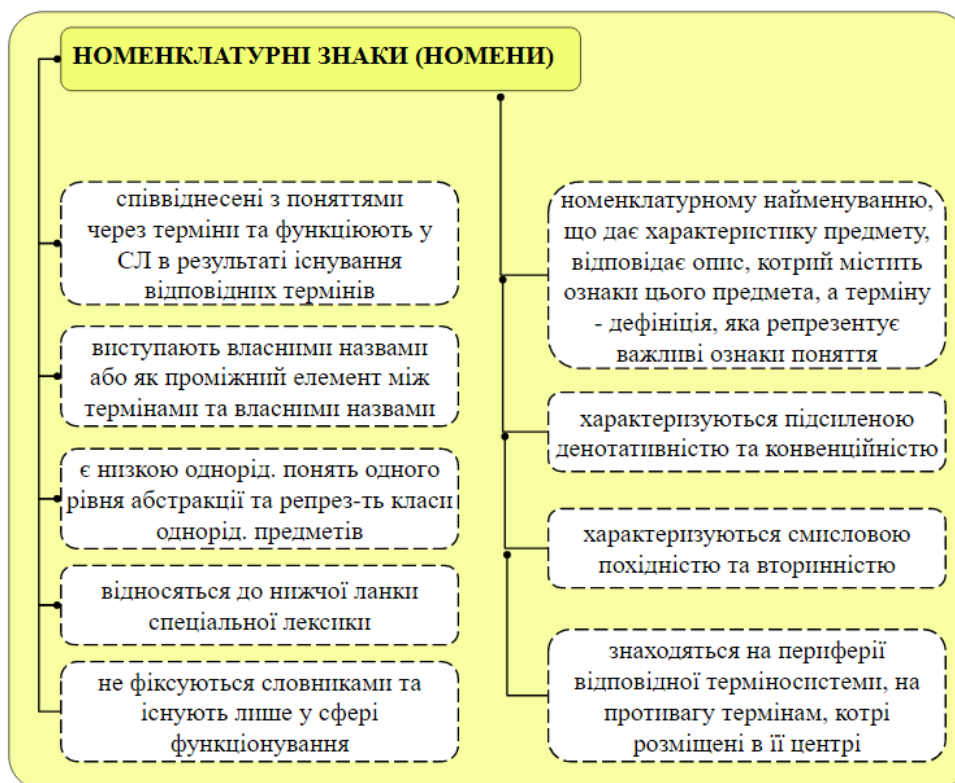 НОМЕНКЛАТУРНІ ЗНАКИ (НОМЕНИ)
співвіднесені з поняттями
через терміни та функціюють у
СЛ в результаті існування
відповідних термінів
виступають власними назвами
або як проміжний елемент між
термінами та власними назвами
є низкою однорід. понять одного
рівня абстракції та репрез-ть класи
однорід. предметів
відносяться до нижчої ланки
спеціальної лексики
не фіксуються словниками та
існують лише у сфері
функціонування
номенклатурному найменуванню,
що дає характеристику предмету,
відповідає опис, котрий містить
ознаки цього предмета, а терміну
- дефініція, яка репрезентує
важливі ознаки поняття
характеризуються підсиленою
денотативністю та конвенційністю
характеризуються смисловою
похідністю та вторинністю
знаходяться на периферії
відповідної терміносистеми, на
противагу термінам, котрі
розміщені в її центрі